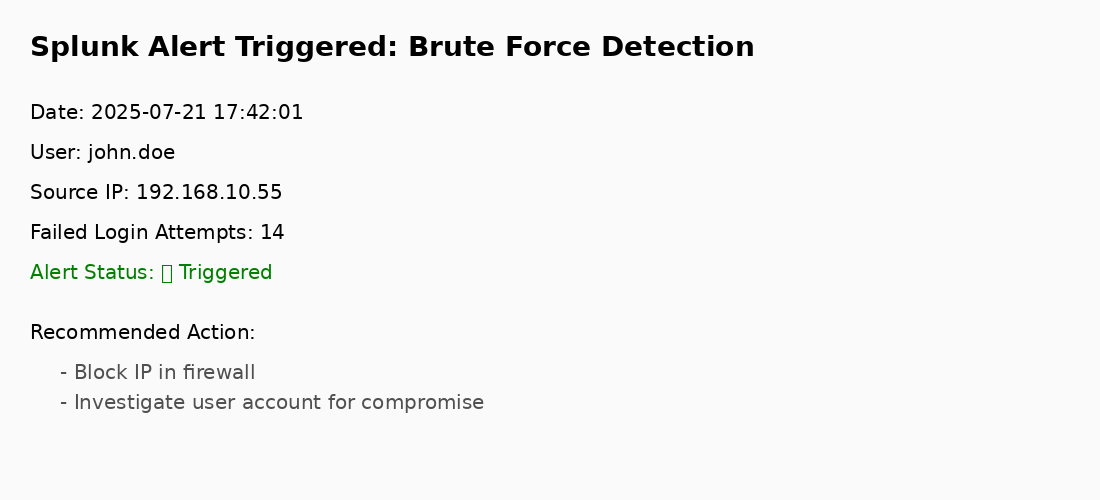 Splunk Alert Triggered: Brute Force Detection
Date: 2025-07-21 17:42:01
User: john.doe
Source IP: 192.168.10.55
Failed Login Attempts: 14
Alert Status: Triggered
Recommended Action:
- Block IP in firewall
- Investigate user account for compromise